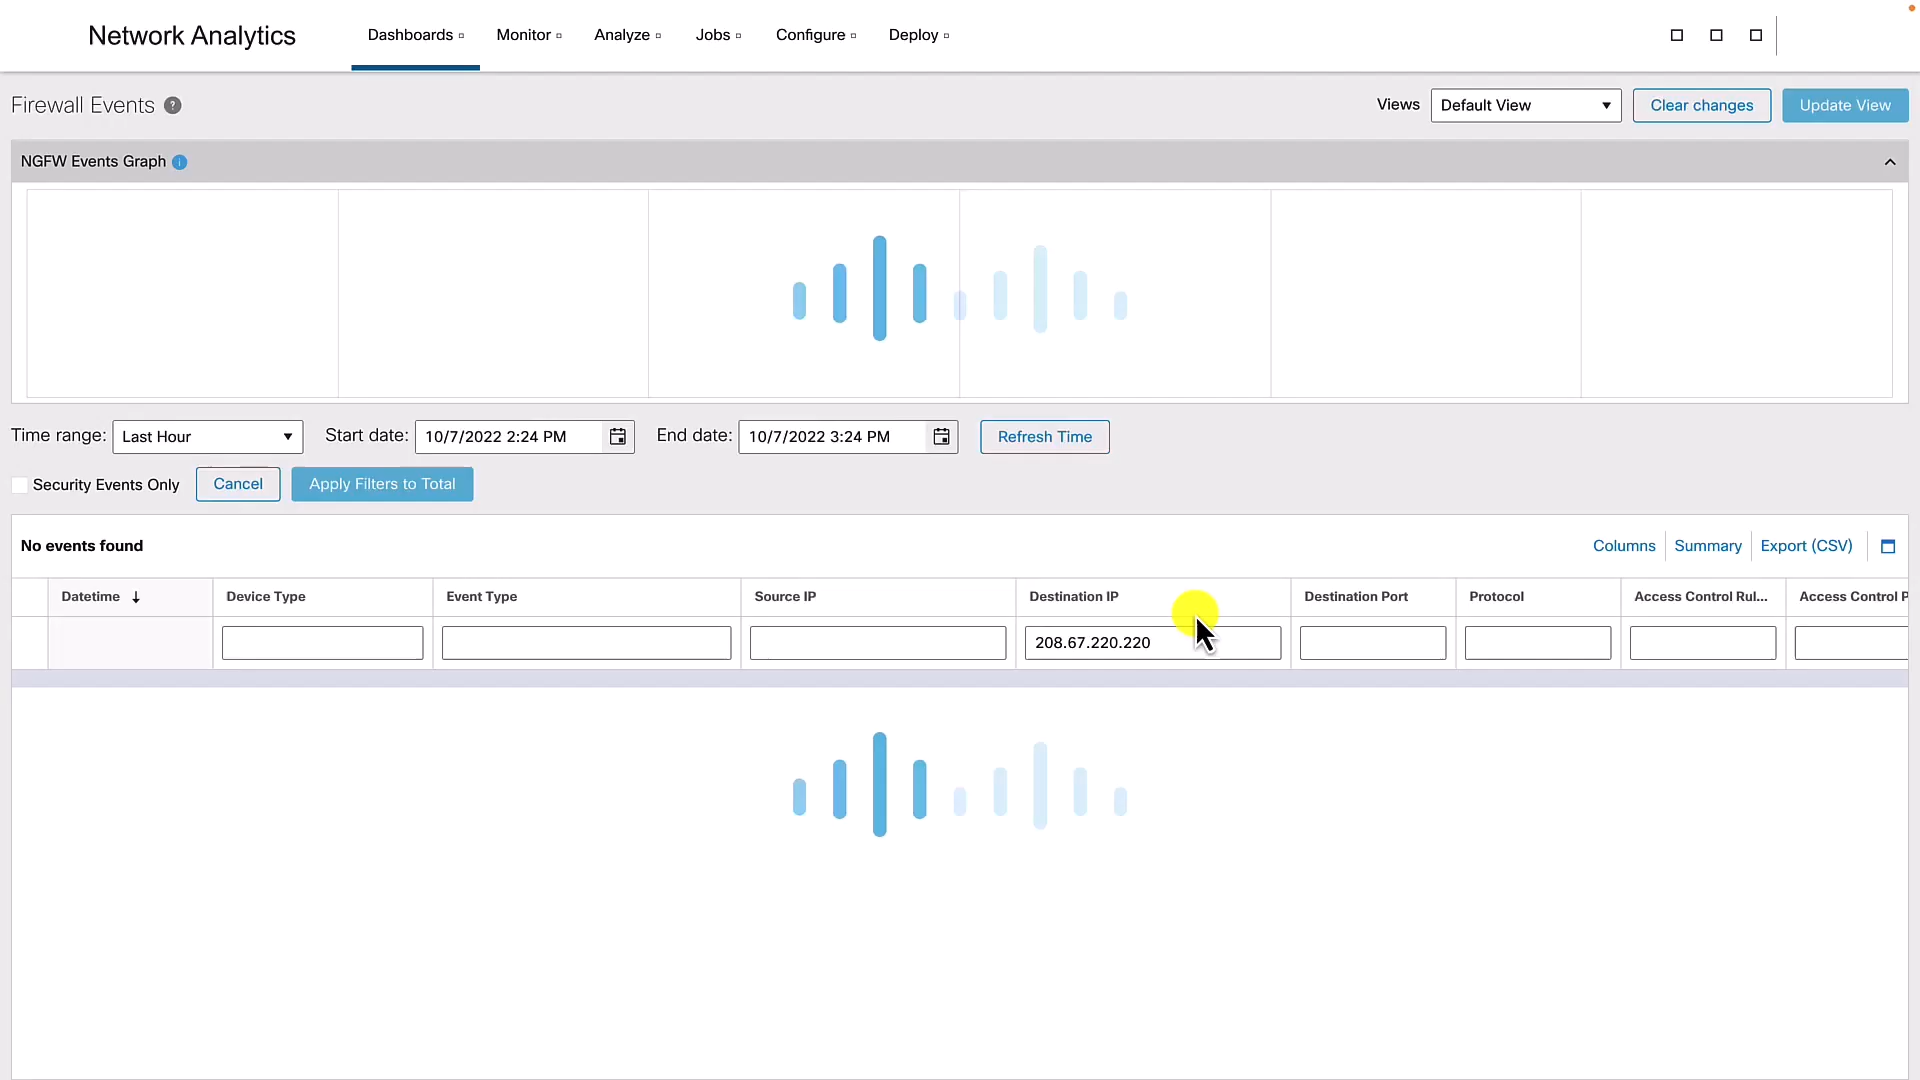 Network Analytics
Dashboards
Monitor
Analyze
Jobs
Configure
Deploy
Firewall Events ?
Views
Default View
Clear changes
Update View
NGFW Events Graph i
Time range:
Last Hour
Start date:
10/7/2022 2:24 PM
End date:
10/7/2022 3:24 PM
Refresh Time
Security Events Only
Cancel
Apply Filters to Total
No events found
Columns
Summary
Export (CSV)
Datetime
Device Type
Event Type
Source IP
Destination IP
Destination Port
Protocol
Access Control Rul...
Access Control P
208.67.220.220